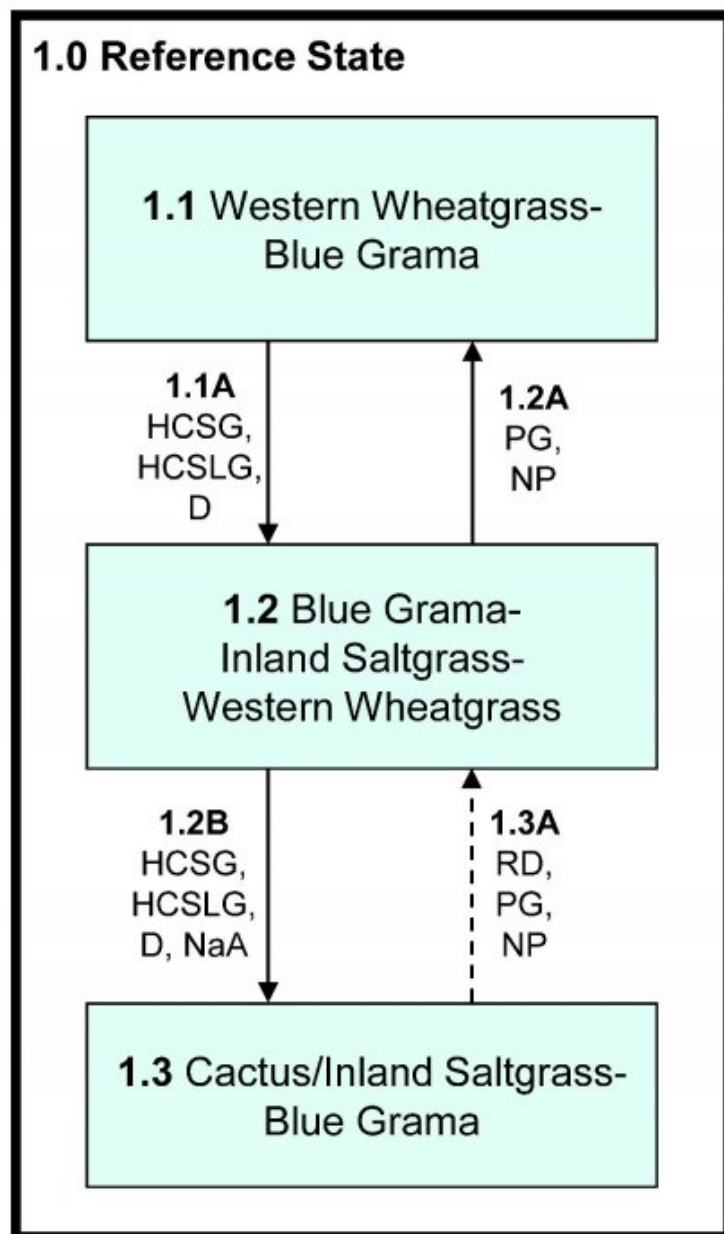 1.0 Reference State
1.1 Western Wheatgrass-
Blue Grama
1.1A
HCSG,
HCSLG,
D
1.2A
PG,
NP
1.2 Blue Grama-
Inland Saltgrass-
Western Wheatgrass
1.2B
HCSG,
HCSLG,
D, NaA
1.3A
RD,
PG,
NP
1.3 Cactus/Inland Saltgrass-
Blue Grama